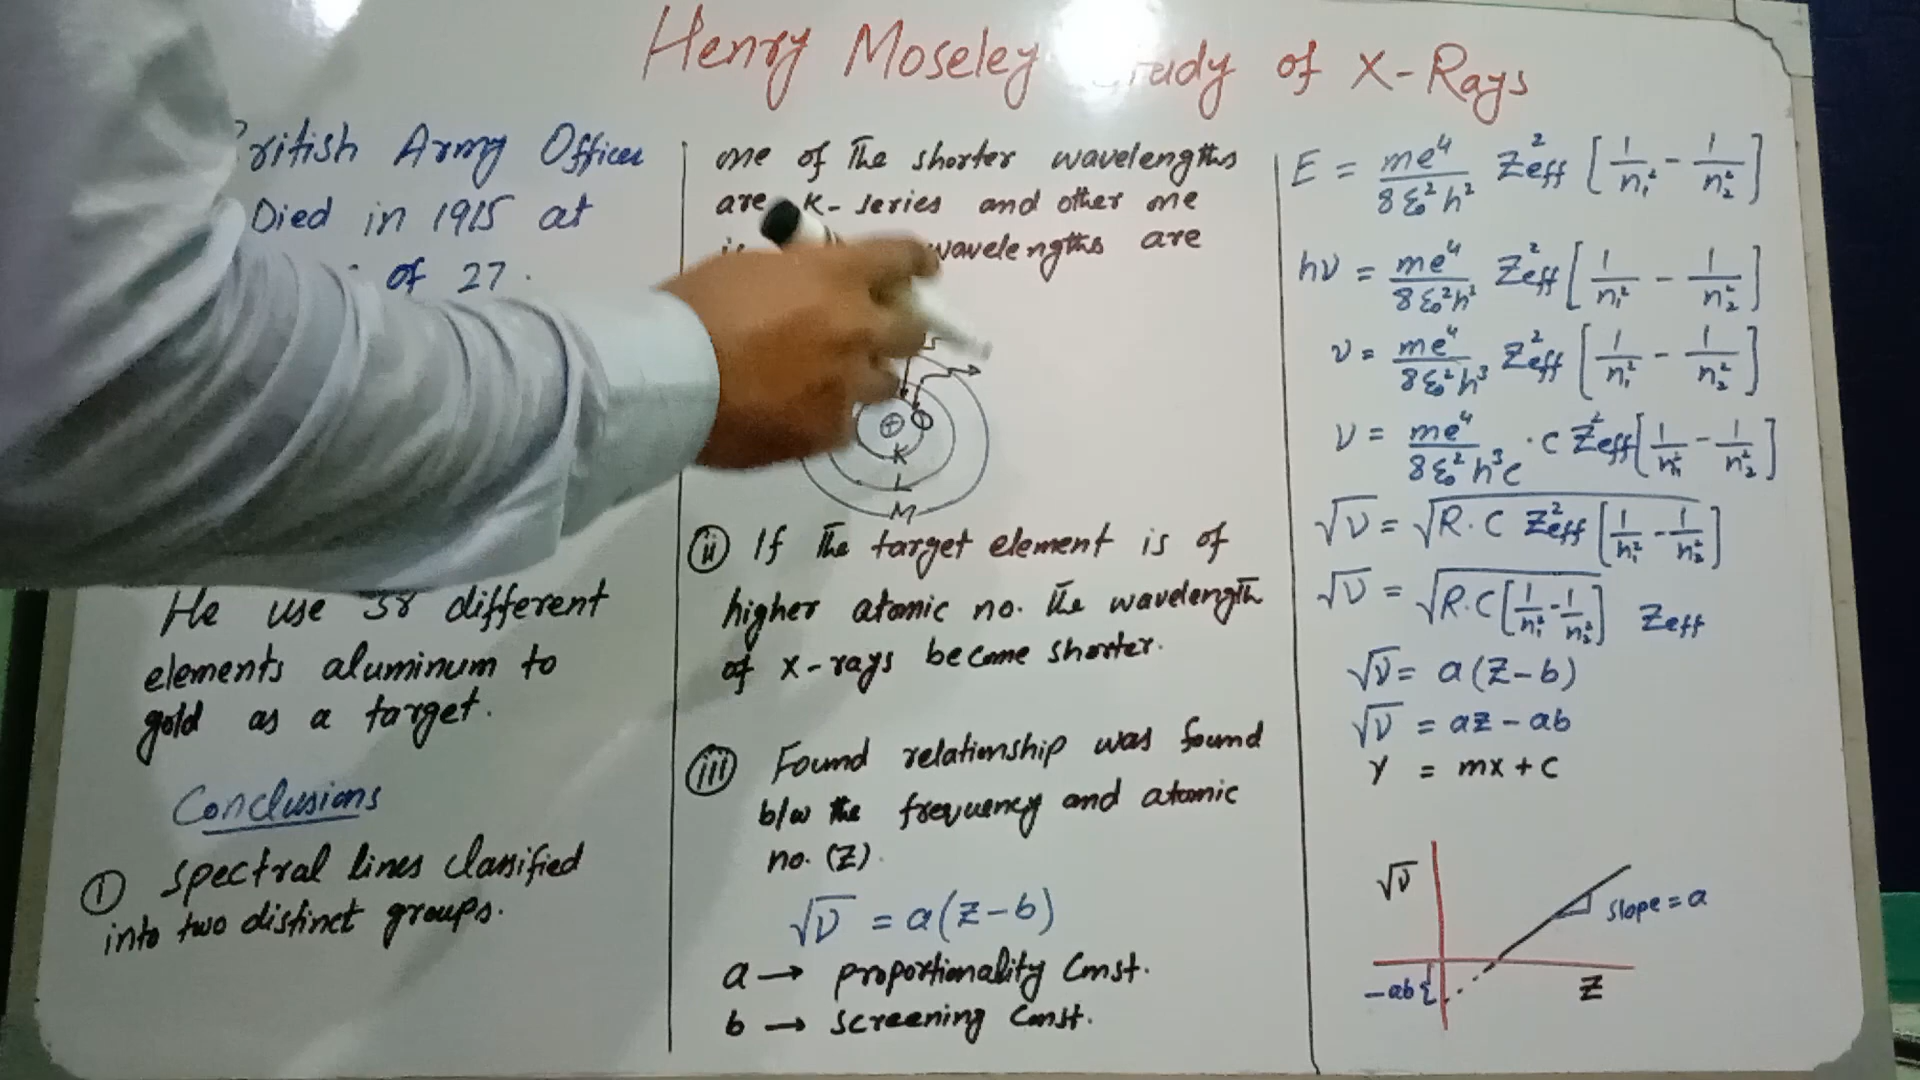 Henry Moseley Study of X-Rays
British Army Officer
Died in 1915 at
of 27.
He use 38 different
elements aluminum to
gold as a target.
Conclusions
① Spectral lines classified
into two distinct groups.
one of the shorter wavelengths
are K-series and other one
is wavelengths are
K
L
M
ⅱ If the target element is of
higher atomic no. the wavelength
of X-rays become shorter.
ⅲ Found relationship was found
b/w the frequency and atomic
no. (Z).
√ν = a(Z-b)
a → proportionality Const.
b → Screening Const.
E = me⁴/8ε₀²h² Z²eff [1/n₁² - 1/n₂²]
hν = me⁴/8ε₀²h² Z²eff [1/n₁² - 1/n₂²]
ν = me⁴/8ε₀²h³ Z²eff [1/n₁² - 1/n₂²]
ν = me⁴/8ε₀²h³c · c Z²eff [1/n₁² - 1/n₂²]
√ν = √R·C Z²eff [1/n₁² - 1/n₂²]
√ν = √R·C [1/n₁² - 1/n₂²] Zeff
√ν = a(Z-b)
√ν = aZ - ab
Y = mx + c
√ν
Slope = a
-ab{
Z